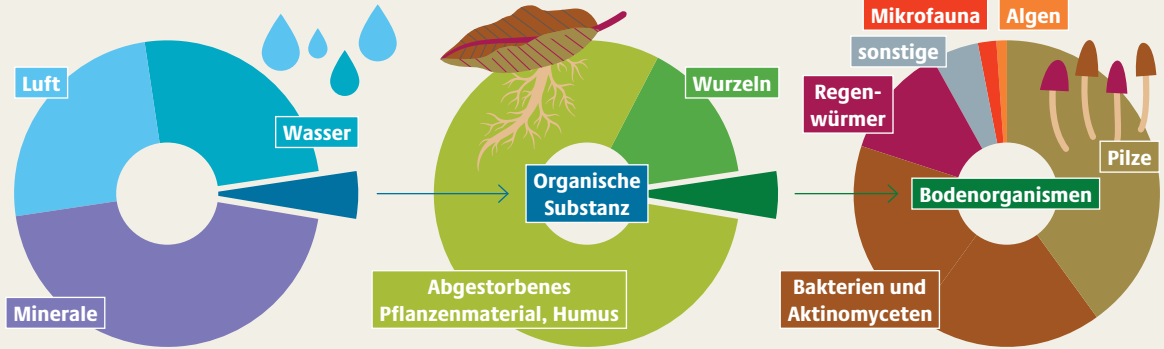 Luft
Wasser
Minerale
Organische
Substanz
Wurzeln
Abgestorbenes
Pflanzenmaterial, Humus
Mikrofauna
Algen
sonstige
Regen-
würmer
Pilze
Bodenorganismen
Bakterien und
Aktinomyceten